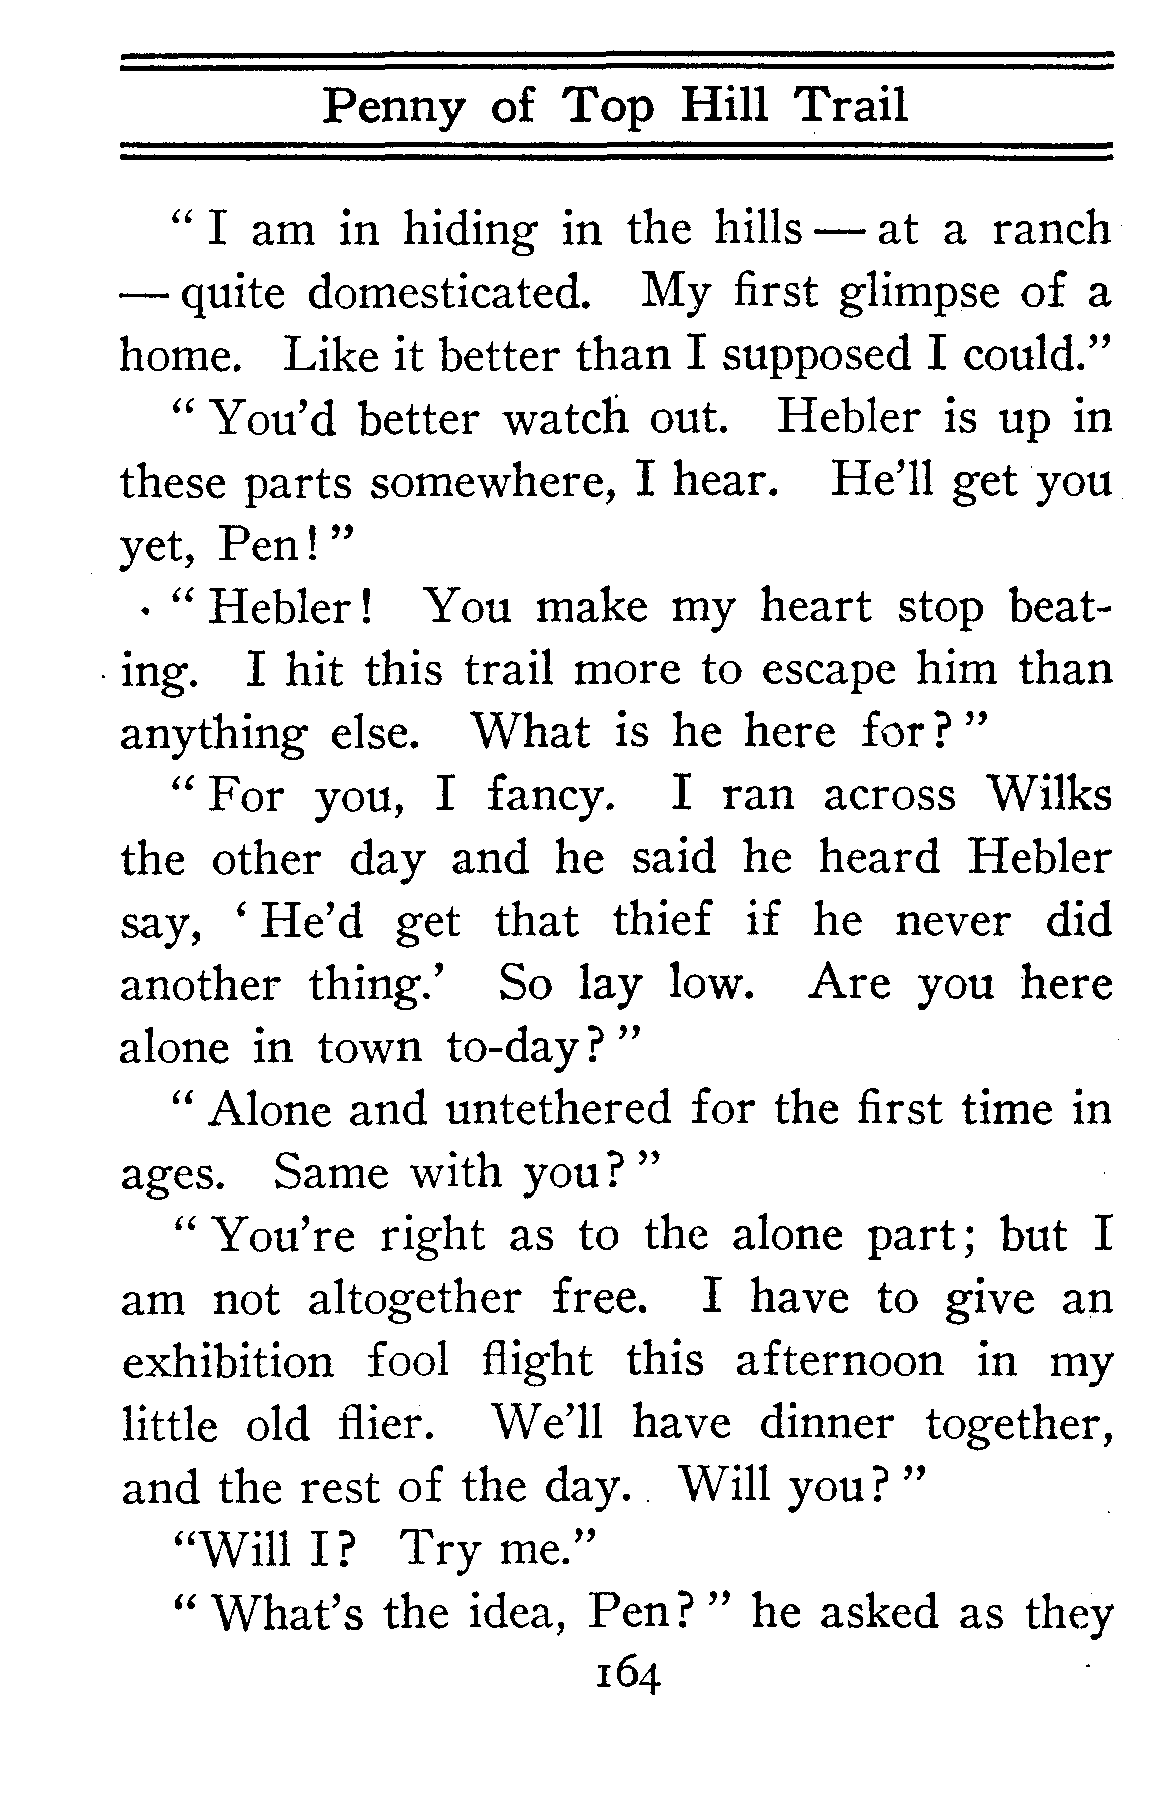 Penny of Top Hill Trail
“ I am in hiding in the hills — at a ranch
— quite domesticated. My first glimpse of a
home. Like it better than I supposed I could.”
“ You’d better watch out. Hebler is up in
these parts somewhere, I hear. He’ll get you
yet, Pen! ”
“ Hebler! You make my heart stop beat-
ing. I hit this trail more to escape him than
anything else. What is he here for? ”
“ For you, I fancy. I ran across Wilks
the other day and he said he heard Hebler
say, ‘ He’d get that thief if he never did
another thing.’ So lay low. Are you here
alone in town to-day? ”
“ Alone and untethered for the first time in
ages. Same with you? ”
“ You’re right as to the alone part; but I
am not altogether free. I have to give an
exhibition fool flight this afternoon in my
little old flier. We’ll have dinner together,
and the rest of the day. Will you? ”
“Will I? Try me.”
“ What’s the idea, Pen? ” he asked as they
164